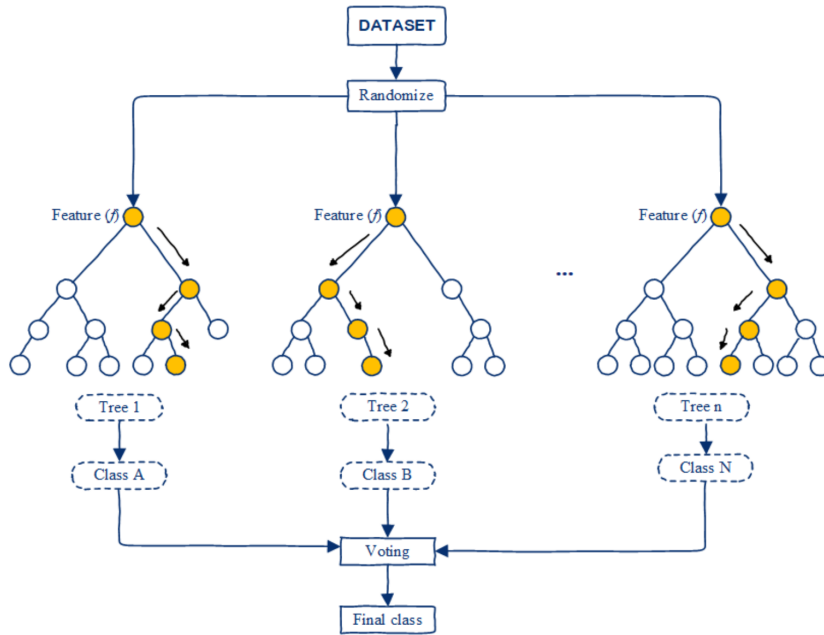 DATASET
Randomize
Feature (f)
Feature (f)
Feature (f)
...
Tree 1
Tree 2
Tree n
Class A
Class B
Class N
Voting
Final class